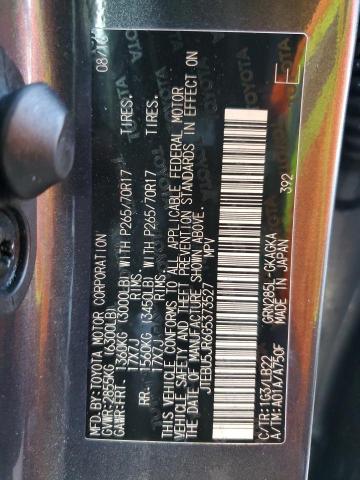 MFD.BY:TOYOTA MOTOR CORPORATION 08/16
GVWR:2855KG (6300LB)
GAWR:FRT. 1360KG (3000LB) WITH P265/70R17 TIRES.
17X7J RIMS.
RR. 1560KG (3450LB) WITH P265/70R17 TIRES.
17X7J RIMS.
THIS VEHICLE CONFORMS TO ALL APPLICABLE FEDERAL MOTOR
VEHICLE SAFETY AND THEFT PREVENTION STANDARDS IN EFFECT ON
THE DATE OF MANUFACTURE SHOWN ABOVE.
JTEBU5JR6G5373527 MPV
392
C/TR:1G3/LB22 GRN285L-GKAGKA
A/TM:A01A/A750F MADE IN JAPAN